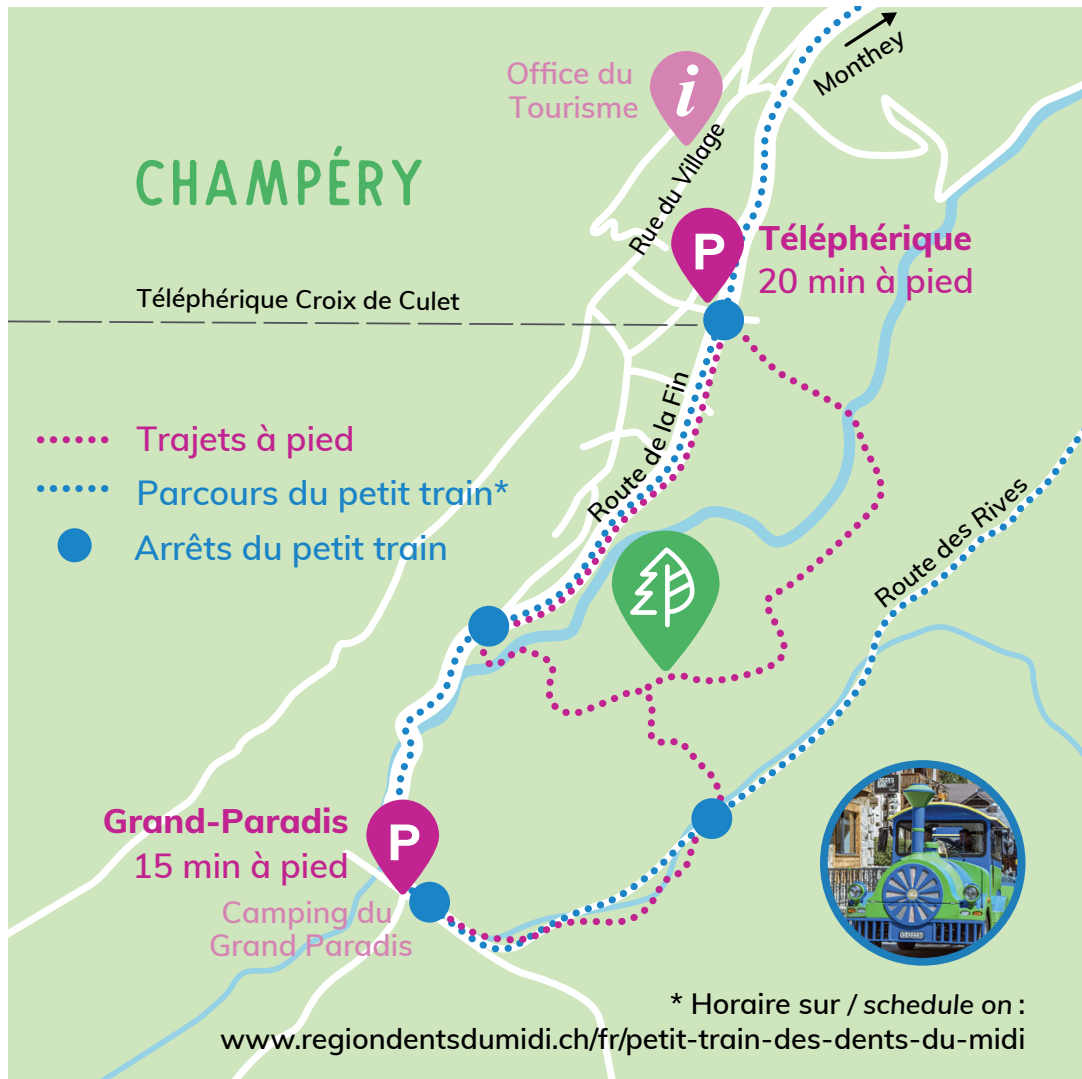 Monthey
Office du
Tourisme
i
Rue du Village
CHAMPÉRY
P
Téléphérique
20 min à pied
Téléphérique Croix de Culet
Route de la Fin
Trajets à pied
Parcours du petit train*
Arrêts du petit train
Route des Rives
Grand-Paradis
15 min à pied
P
Camping du
Grand Paradis
* Horaire sur / schedule on :
www.regiondentsdumidi.ch/fr/petit-train-des-dents-du-midi